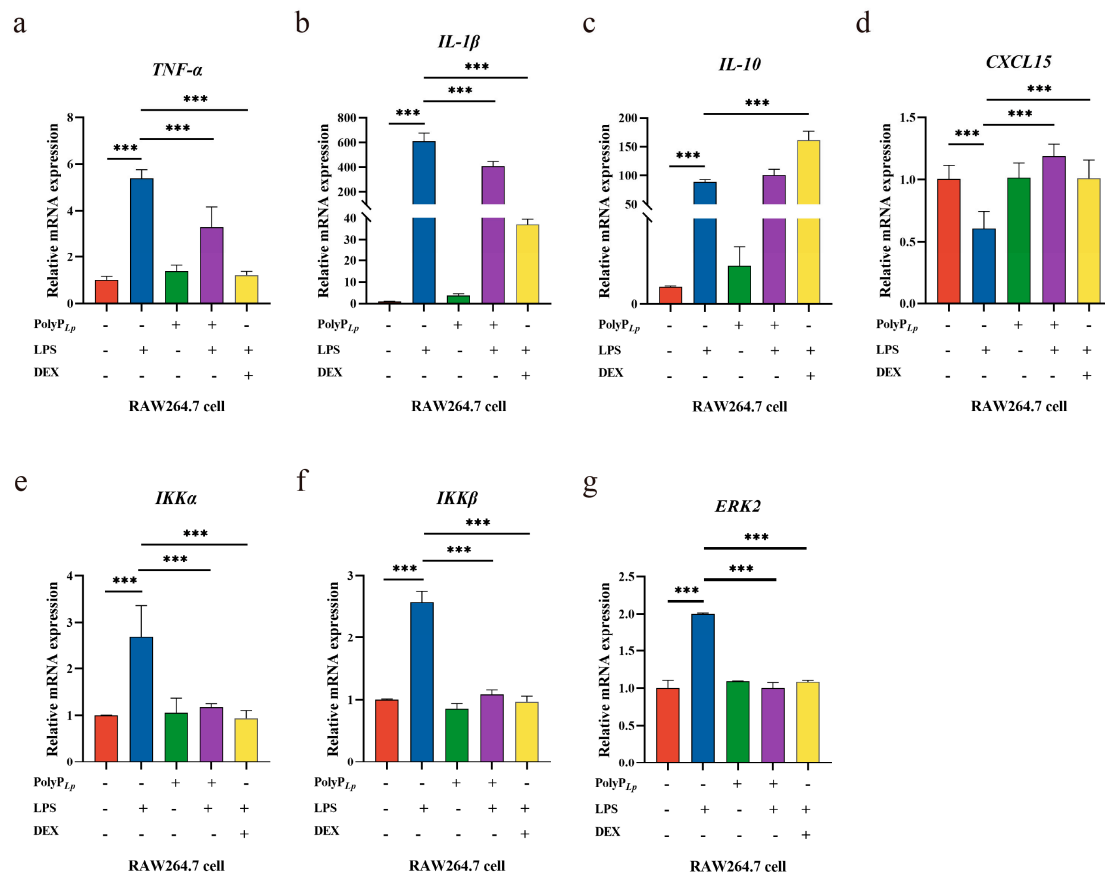 a
TNF-α
***
***
***
Relative mRNA expression
8
6
4
2
0
PolyP_Lp - - + + -
LPS - + - + +
DEX - - - - +
RAW264.7 cell
b
IL-1β
***
***
***
Relative mRNA expression
800
600
400
200
40
30
20
10
0
PolyP_Lp - - + + -
LPS - + - + +
DEX - - - - +
RAW264.7 cell
c
IL-10
***
***
Relative mRNA expression
200
150
100
50
0
PolyP_Lp - - + + -
LPS - + - + +
DEX - - - - +
RAW264.7 cell
d
CXCL15
***
***
***
Relative mRNA expression
1.5
1.0
0.5
0.0
PolyP_Lp - - + + -
LPS - + - + +
DEX - - - - +
RAW264.7 cell
e
IKKα
***
***
***
Relative mRNA expression
4
3
2
1
0
PolyP_Lp - - + + -
LPS - + - + +
DEX - - - - +
RAW264.7 cell
f
IKKβ
***
***
***
Relative mRNA expression
3
2
1
0
PolyP_Lp - - + + -
LPS - + - + +
DEX - - - - +
RAW264.7 cell
g
ERK2
***
***
***
Relative mRNA expression
2.5
2.0
1.5
1.0
0.5
0.0
PolyP_Lp - - + + -
LPS - + - + +
DEX - - - - +
RAW264.7 cell